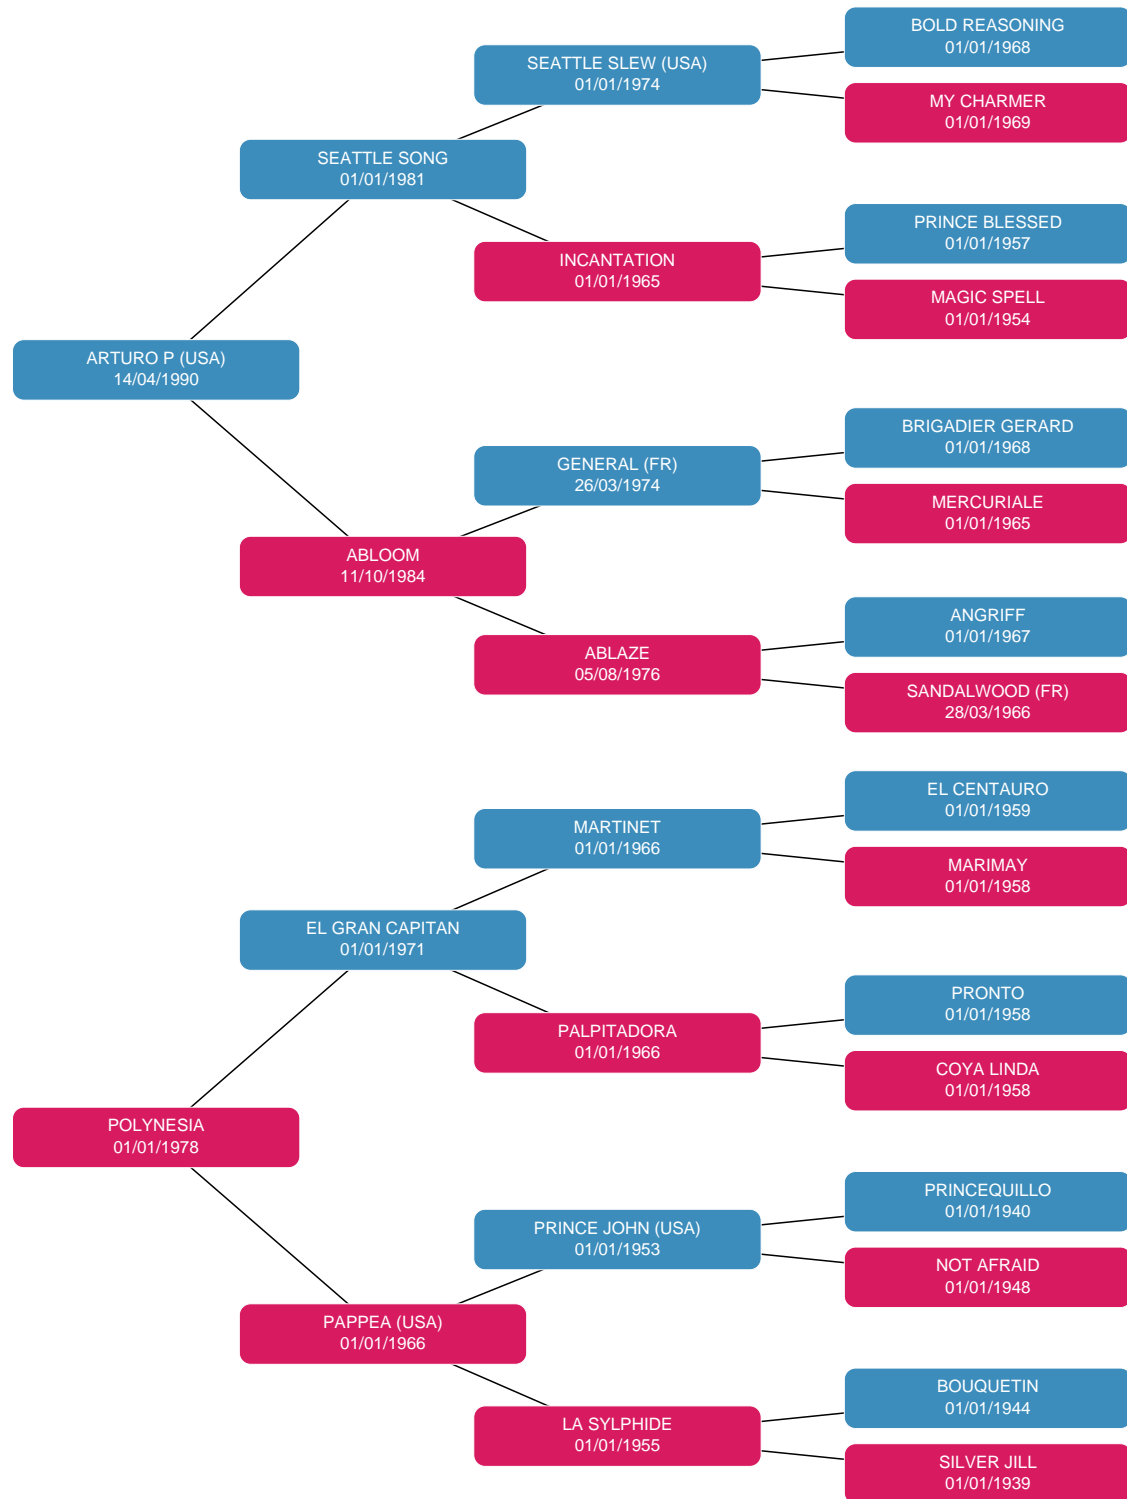 BOLD REASONING
01/01/1968
SEATTLE SLEW (USA)
01/01/1974
MY CHARMER
01/01/1969
SEATTLE SONG
01/01/1981
PRINCE BLESSED
01/01/1957
INCANTATION
01/01/1965
MAGIC SPELL
01/01/1954
ARTURO P (USA)
14/04/1990
BRIGADIER GERARD
01/01/1968
GENERAL (FR)
26/03/1974
MERCURIALE
01/01/1965
ABLOOM
11/10/1984
ANGRIFF
01/01/1967
ABLAZE
05/08/1976
SANDALWOOD (FR)
28/03/1966
EL CENTAURO
01/01/1959
MARTINET
01/01/1966
MARIMAY
01/01/1958
EL GRAN CAPITAN
01/01/1971
PRONTO
01/01/1958
PALPITADORA
01/01/1966
COYA LINDA
01/01/1958
POLYNESIA
01/01/1978
PRINCEQUILLO
01/01/1940
PRINCE JOHN (USA)
01/01/1953
NOT AFRAID
01/01/1948
PAPPEA (USA)
01/01/1966
BOUQUETIN
01/01/1944
LA SYLPHIDE
01/01/1955
SILVER JILL
01/01/1939